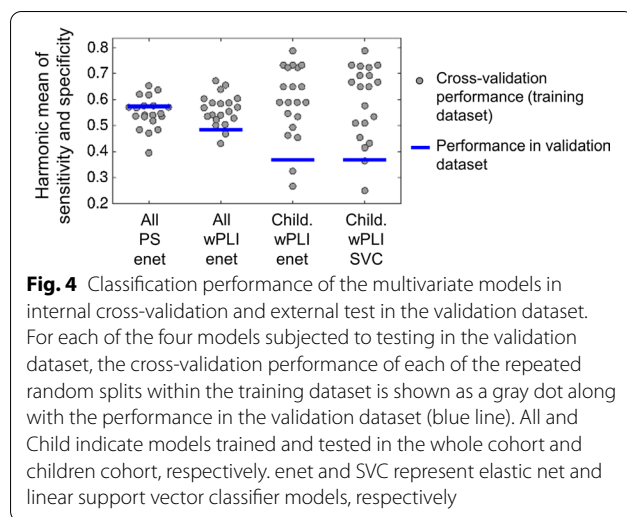 Harmonic mean of
sensitivity and specificity
0.8
0.7
0.6
0.5
0.4
0.3
0.2
All
PS
enet
All
wPLI
enet
Child.
wPLI
enet
Child.
wPLI
SVC
Cross-validation
performance (training
dataset)
Performance in validation
dataset
Fig. 4 Classification performance of the multivariate models in
internal cross-validation and external test in the validation dataset.
For each of the four models subjected to testing in the validation
dataset, the cross-validation performance of each of the repeated
random splits within the training dataset is shown as a gray dot along
with the performance in the validation dataset (blue line). All and
Child indicate models trained and tested in the whole cohort and
children cohort, respectively. enet and SVC represent elastic net and
linear support vector classifier models, respectively